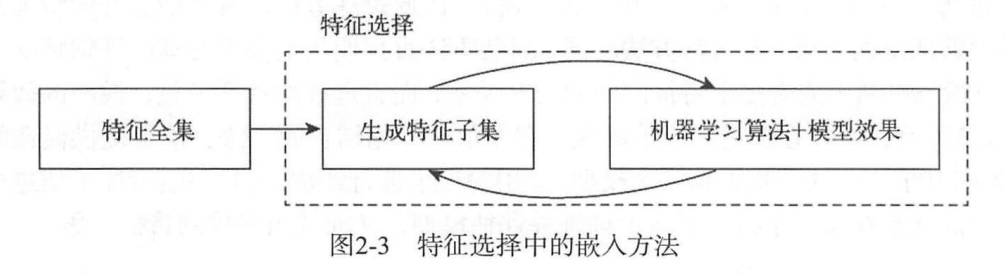 特征选择
特征全集
生成特征子集
机器学习算法+模型效果
图2-3 特征选择中的嵌入方法